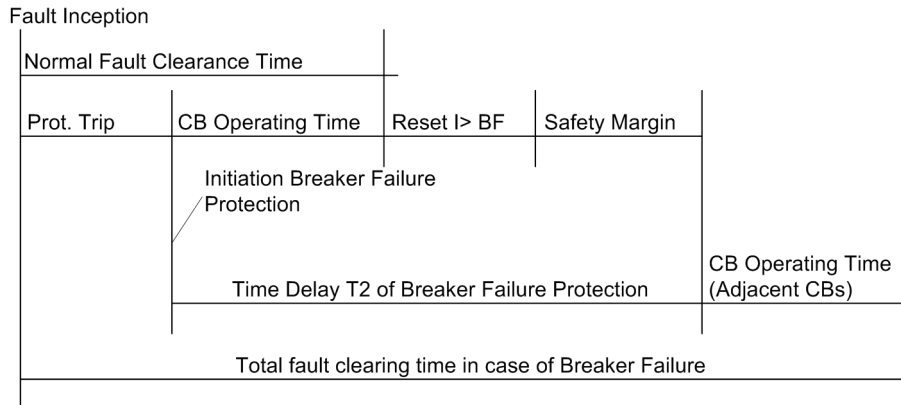 Fault Inception
Normal Fault Clearance Time
Prot. Trip
CB Operating Time
Reset I> BF
Safety Margin
Initiation Breaker Failure
Protection
CB Operating Time
(Adjacent CBs)
Time Delay T2 of Breaker Failure Protection
Total fault clearing time in case of Breaker Failure